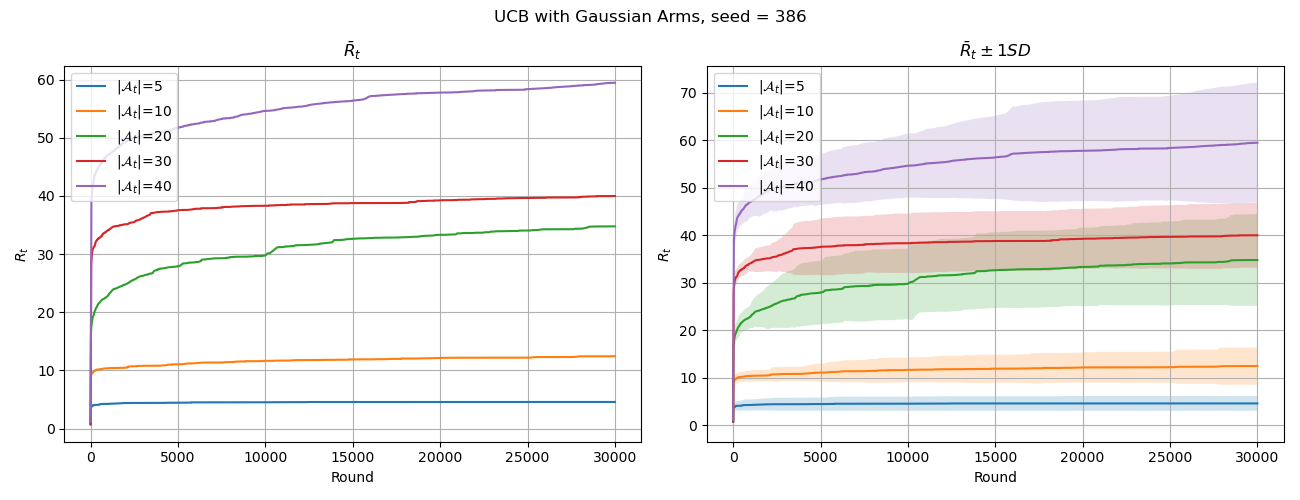 UCB with Gaussian Arms, seed = 386
R̄ₜ
60
50
40
30
20
10
0
Rₜ
|𝒜ₜ|=5
|𝒜ₜ|=10
|𝒜ₜ|=20
|𝒜ₜ|=30
|𝒜ₜ|=40
0 5000 10000 15000 20000 25000 30000
Round
R̄ₜ ± 1SD
70
60
50
40
30
20
10
0
Rₜ
|𝒜ₜ|=5
|𝒜ₜ|=10
|𝒜ₜ|=20
|𝒜ₜ|=30
|𝒜ₜ|=40
0 5000 10000 15000 20000 25000 30000
Round